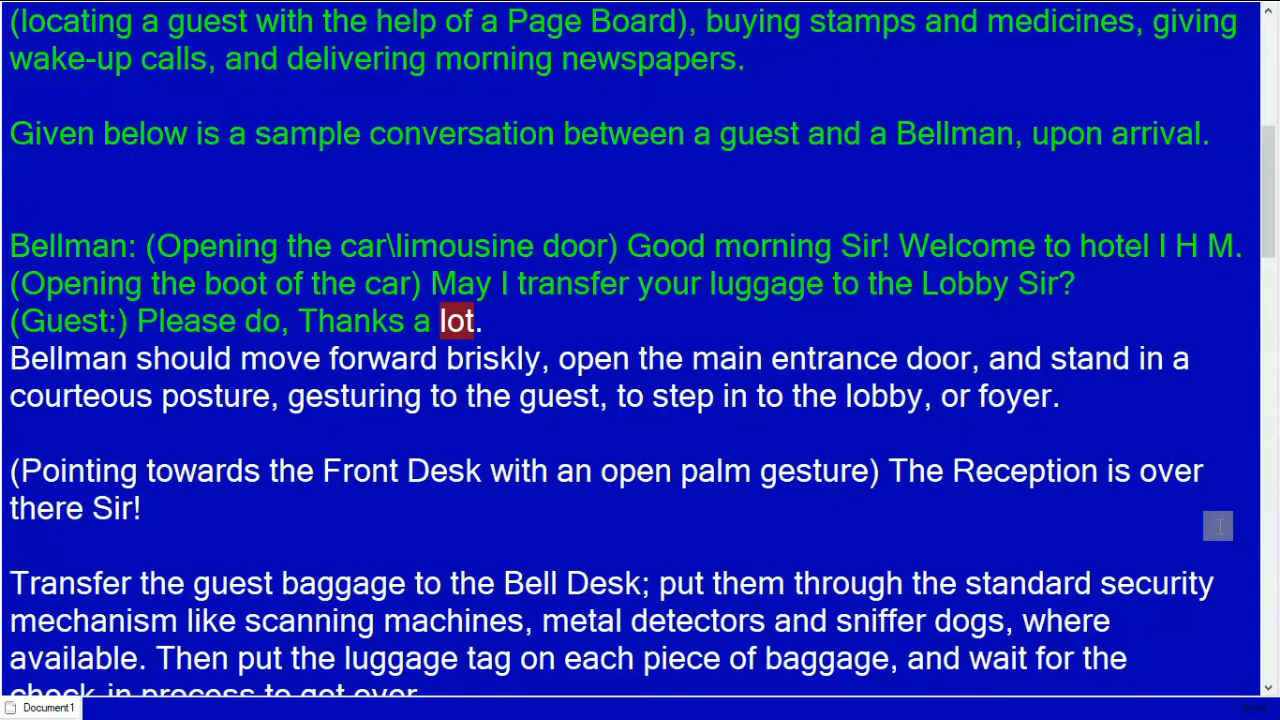 (locating a guest with the help of a Page Board), buying stamps and medicines, giving
wake-up calls, and delivering morning newspapers.
Given below is a sample conversation between a guest and a Bellman, upon arrival.
Bellman: (Opening the car\limousine door) Good morning Sir! Welcome to hotel I H M.
(Opening the boot of the car) May I transfer your luggage to the Lobby Sir?
(Guest:) Please do, Thanks a lot.
Bellman should move forward briskly, open the main entrance door, and stand in a
courteous posture, gesturing to the guest, to step in to the lobby, or foyer.
(Pointing towards the Front Desk with an open palm gesture) The Reception is over
there Sir!
Transfer the guest baggage to the Bell Desk; put them through the standard security
mechanism like scanning machines, metal detectors and sniffer dogs, where
available. Then put the luggage tag on each piece of baggage, and wait for the
check-in process to get over.
Document1